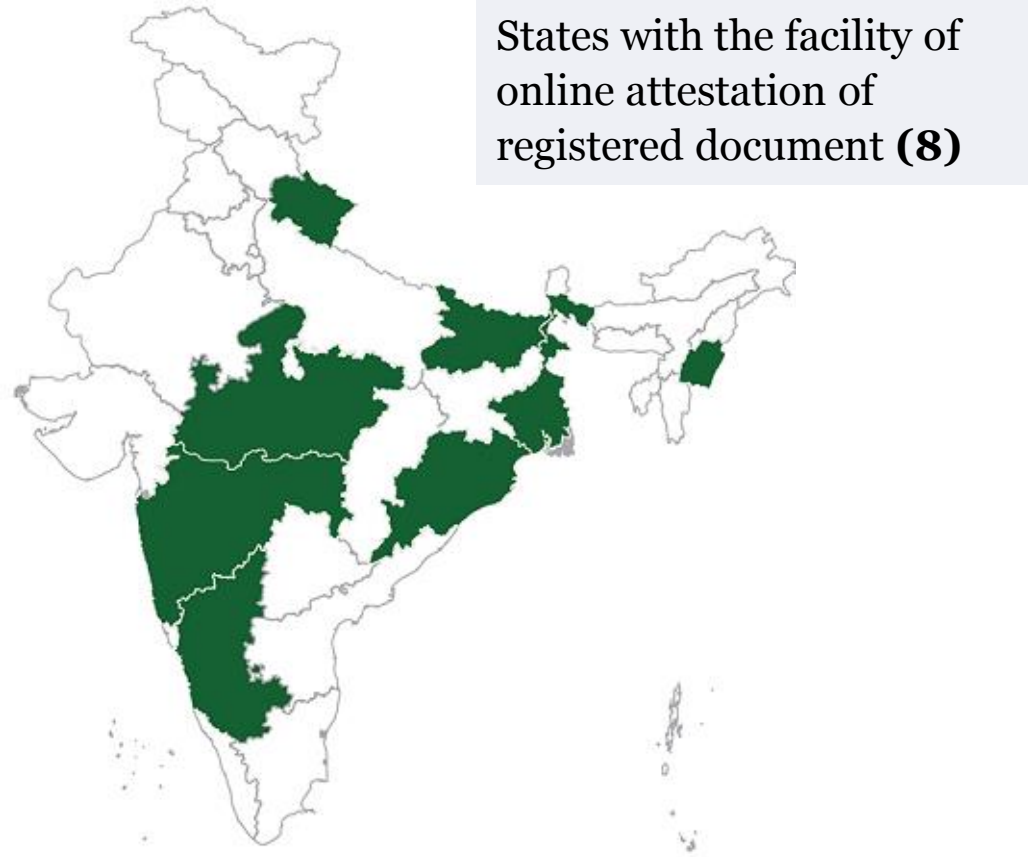 States with the facility of
online attestation of
registered document (8)